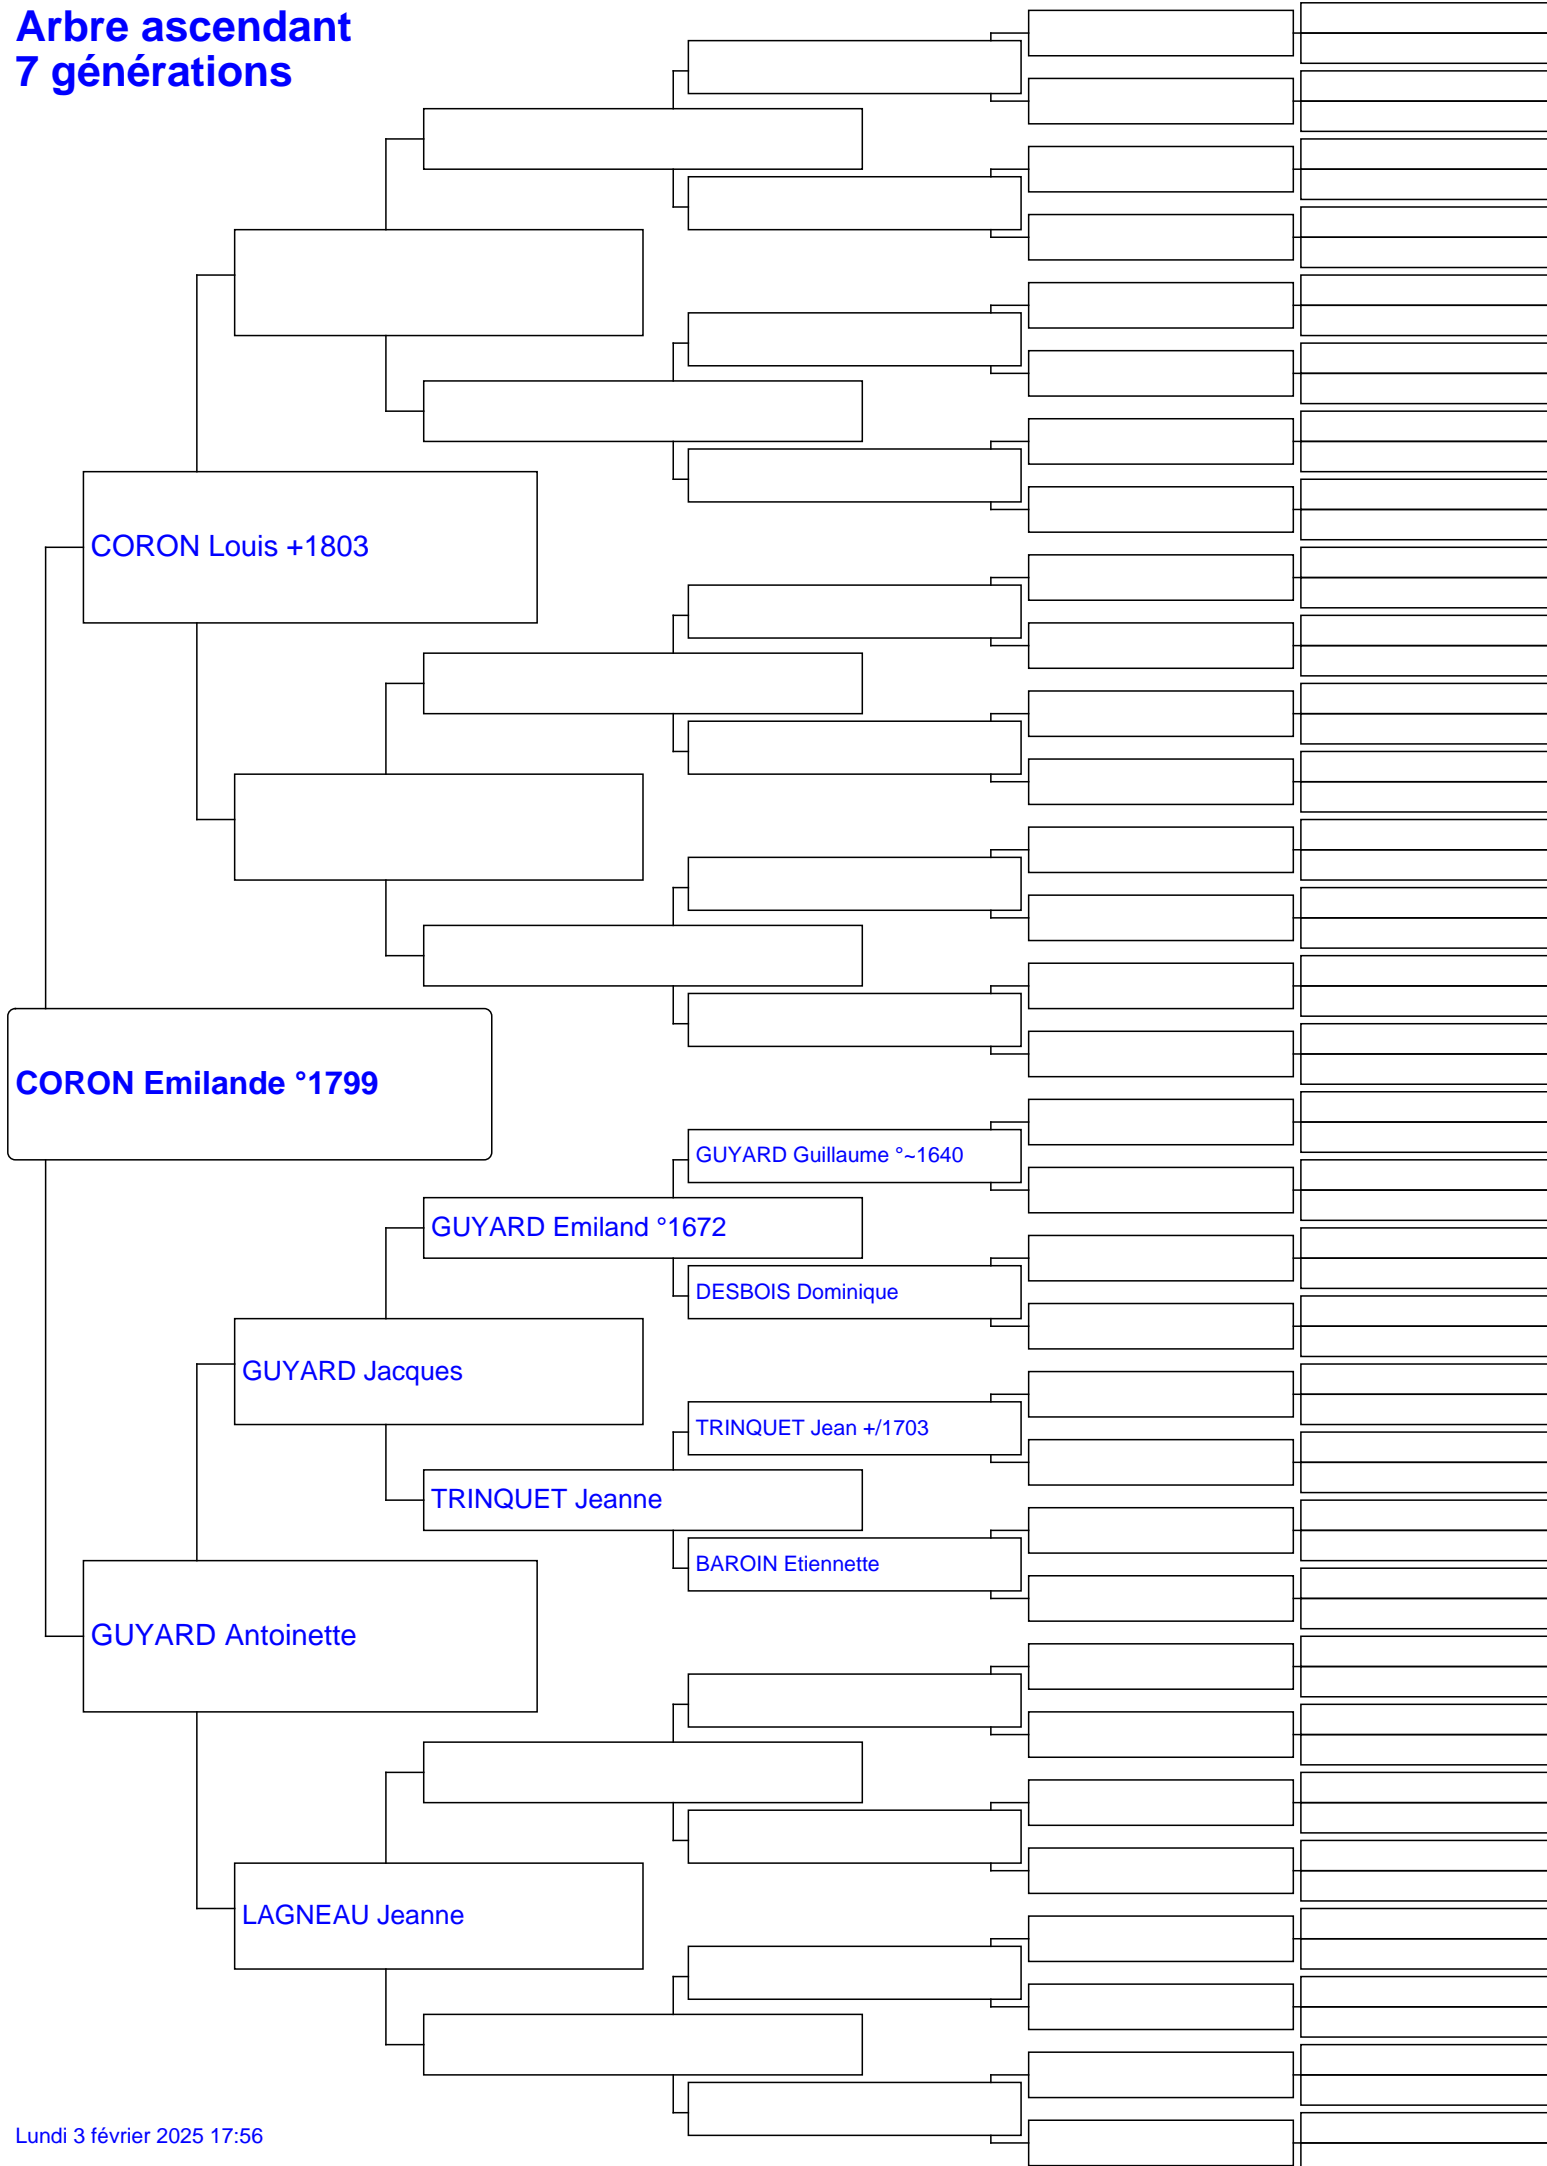 Arbre ascendant
7 générations
CORON Louis +1803
CORON Emilande °1799
GUYARD Guillaume °~1640
GUYARD Emiland °1672
DESBOIS Dominique
GUYARD Jacques
TRINQUET Jean +/1703
TRINQUET Jeanne
BAROIN Etiennette
GUYARD Antoinette
LAGNEAU Jeanne
Lundi 3 février 2025 17:56